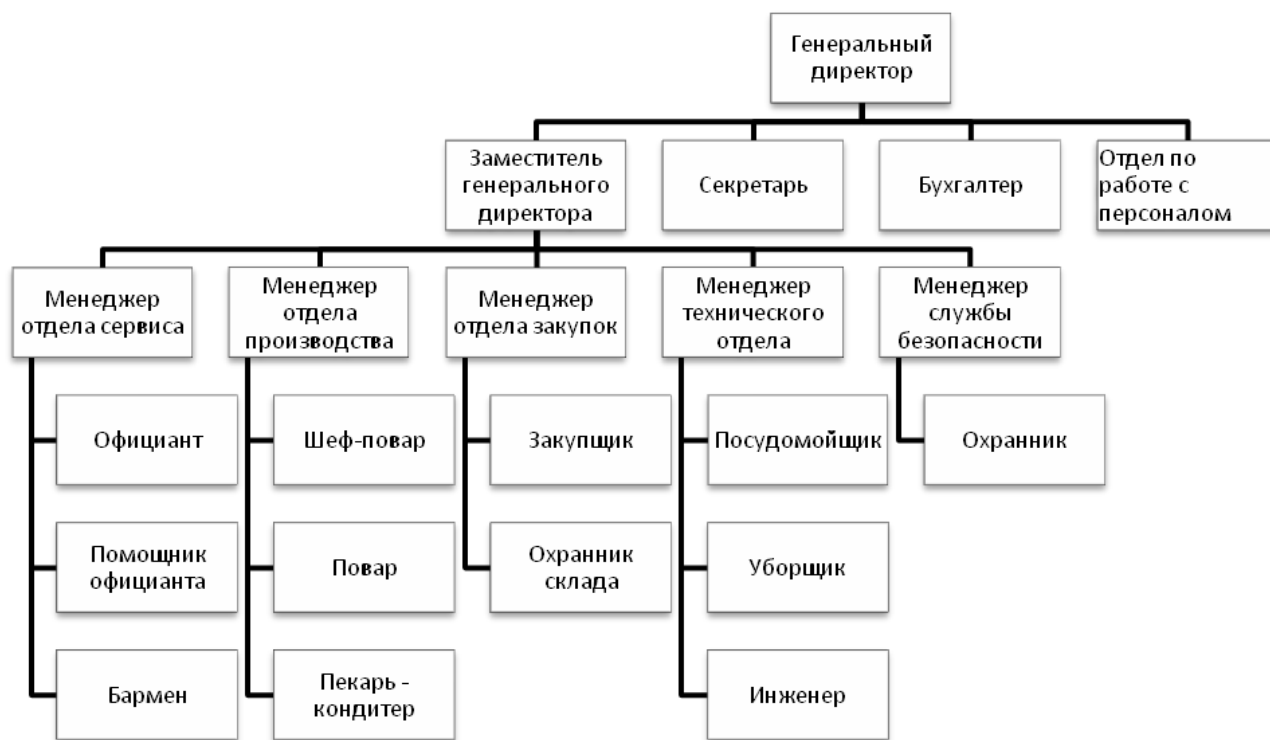 Генеральный
директор
Заместитель
генерального
директора
Секретарь
Бухгалтер
Отдел по
работе с
персоналом
Менеджер
отдела сервиса
Менеджер
отдела
производства
Менеджер
отдела закупок
Менеджер
технического
отдела
Менеджер
службы
безопасности
Официант
Шеф-повар
Закупщик
Посудомойщик
Охранник
Помощник
официанта
Повар
Охранник
склада
Уборщик
Бармен
Пекарь -
кондитер
Инженер